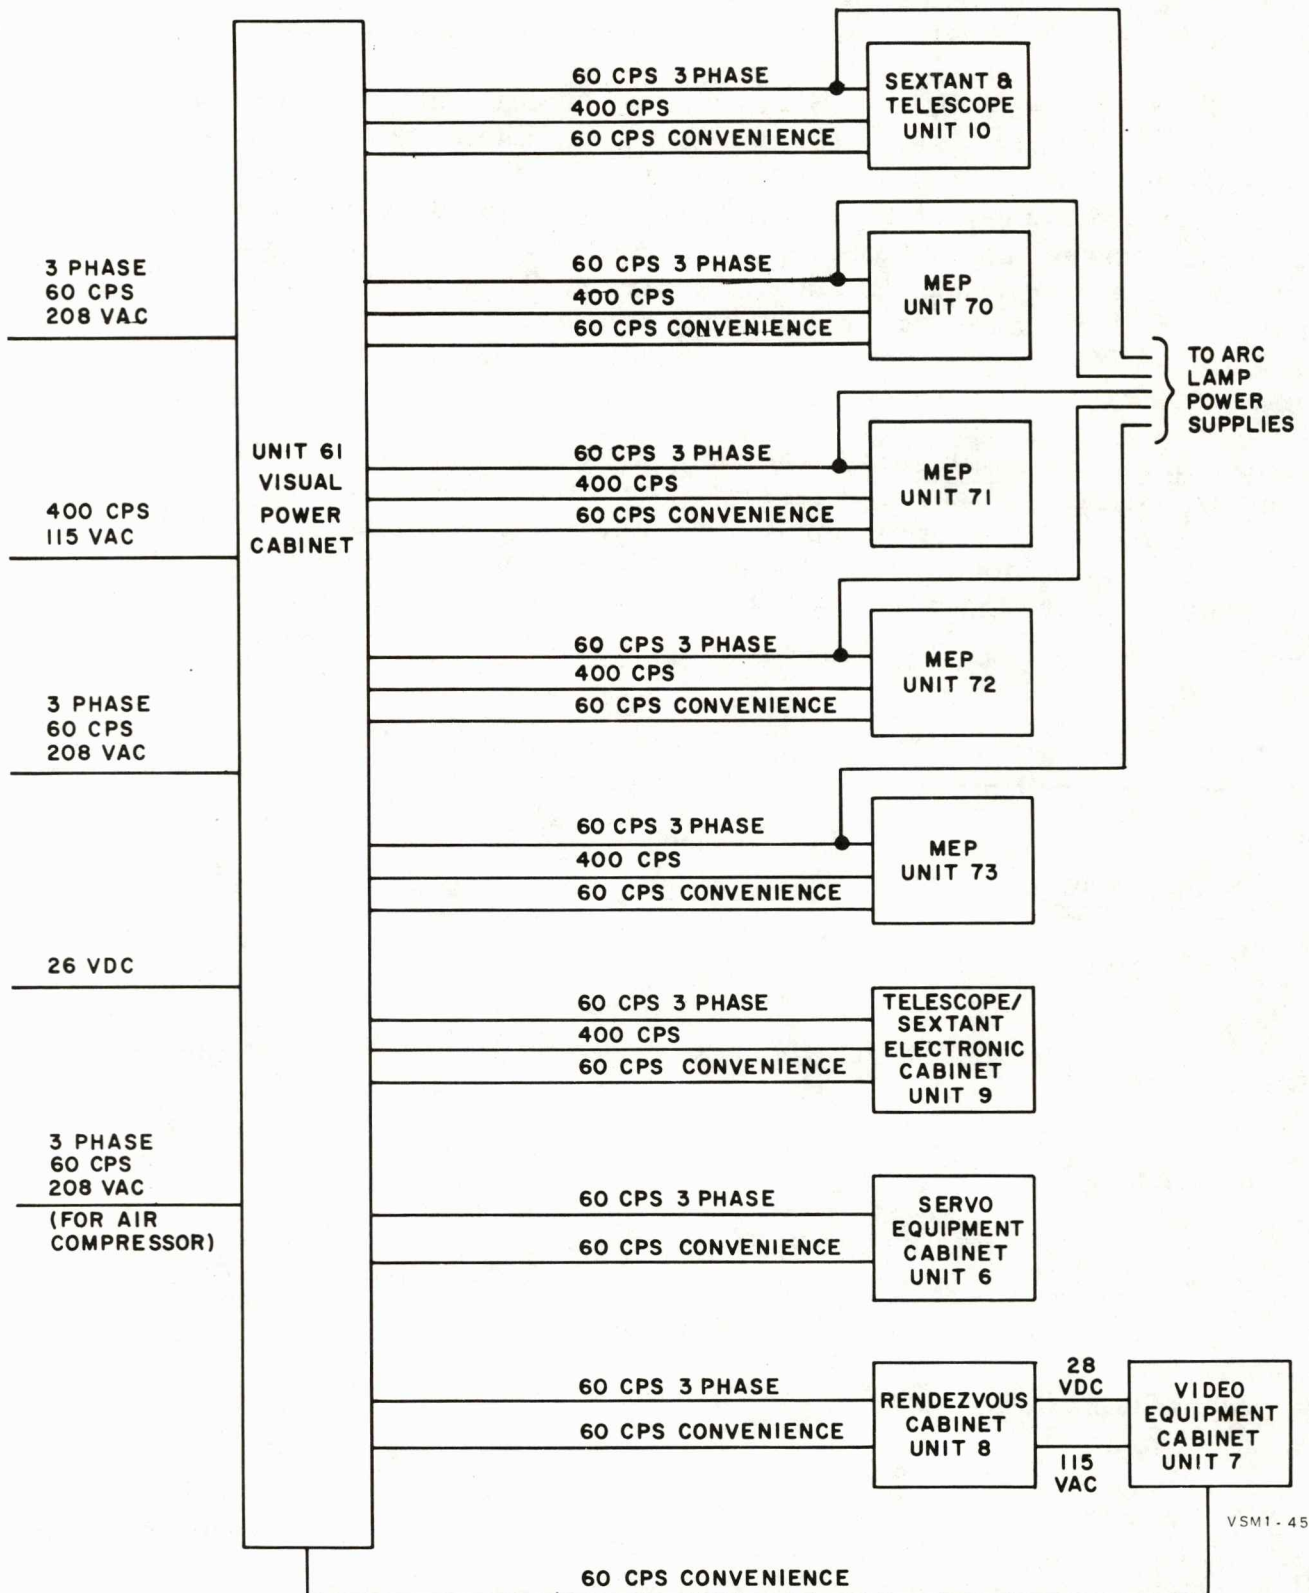 60 CPS 3 PHASE
400 CPS
60 CPS CONVENIENCE
SEXTANT &
TELESCOPE
UNIT 10
3 PHASE
60 CPS
208 VAC
60 CPS 3 PHASE
400 CPS
60 CPS CONVENIENCE
MEP
UNIT 70
TO ARC
LAMP
POWER
SUPPLIES
UNIT 61
VISUAL
POWER
CABINET
400 CPS
115 VAC
60 CPS 3 PHASE
400 CPS
60 CPS CONVENIENCE
MEP
UNIT 71
60 CPS 3 PHASE
400 CPS
60 CPS CONVENIENCE
MEP
UNIT 72
3 PHASE
60 CPS
208 VAC
60 CPS 3 PHASE
400 CPS
60 CPS CONVENIENCE
MEP
UNIT 73
26 VDC
60 CPS 3 PHASE
400 CPS
60 CPS CONVENIENCE
TELESCOPE/
SEXTANT
ELECTRONIC
CABINET
UNIT 9
3 PHASE
60 CPS
208 VAC
(FOR AIR
COMPRESSOR)
60 CPS 3 PHASE
60 CPS CONVENIENCE
SERVO
EQUIPMENT
CABINET
UNIT 6
60 CPS 3 PHASE
60 CPS CONVENIENCE
RENDEZVOUS
CABINET
UNIT 8
28
VDC
115
VAC
VIDEO
EQUIPMENT
CABINET
UNIT 7
VSM1-45
60 CPS CONVENIENCE